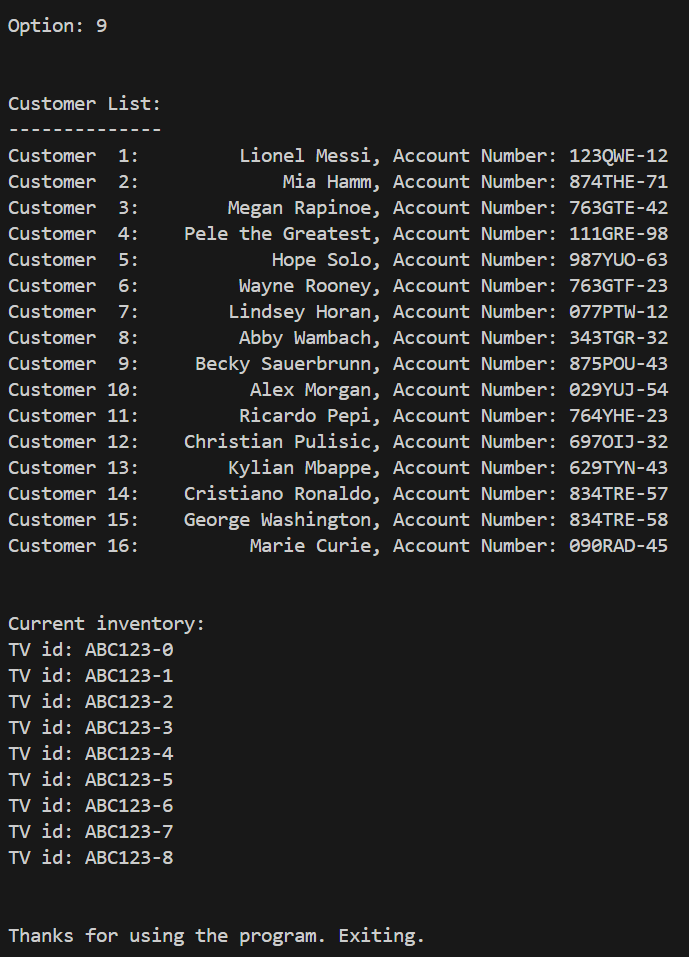 Option: 9
Customer List:
--------------
Customer  1:         Lionel Messi, Account Number: 123QWE-12
Customer  2:             Mia Hamm, Account Number: 874THE-71
Customer  3:        Megan Rapinoe, Account Number: 763GTE-42
Customer  4:    Pele the Greatest, Account Number: 111GRE-98
Customer  5:            Hope Solo, Account Number: 987YUO-63
Customer  6:         Wayne Rooney, Account Number: 763GTF-23
Customer  7:        Lindsey Horan, Account Number: 077PTW-12
Customer  8:         Abby Wambach, Account Number: 343TGR-32
Customer  9:     Becky Sauerbrunn, Account Number: 875POU-43
Customer 10:          Alex Morgan, Account Number: 029YUJ-54
Customer 11:         Ricardo Pepi, Account Number: 764YHE-23
Customer 12:    Christian Pulisic, Account Number: 697OIJ-32
Customer 13:        Kylian Mbappe, Account Number: 629TYN-43
Customer 14:    Cristiano Ronaldo, Account Number: 834TRE-57
Customer 15:    George Washington, Account Number: 834TRE-58
Customer 16:          Marie Curie, Account Number: 090RAD-45
Current inventory:
TV id: ABC123-0
TV id: ABC123-1
TV id: ABC123-2
TV id: ABC123-3
TV id: ABC123-4
TV id: ABC123-5
TV id: ABC123-6
TV id: ABC123-7
TV id: ABC123-8
Thanks for using the program. Exiting.